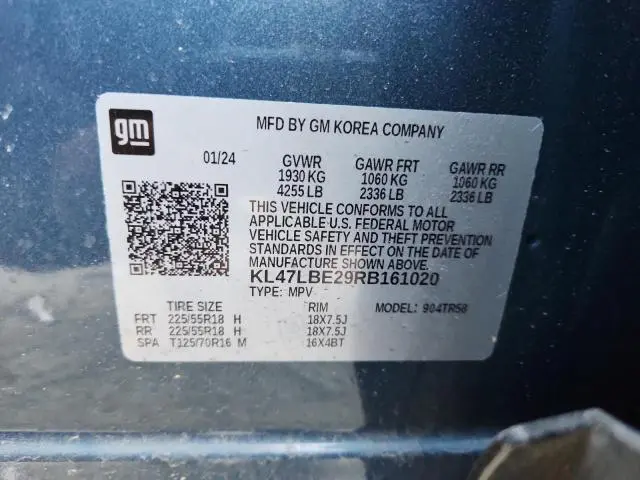 gm
MFD BY GM KOREA COMPANY
01/24 GVWR GAWR FRT GAWR RR
1930 KG 1060 KG 1060 KG
4255 LB 2336 LB 2336 LB
THIS VEHICLE CONFORMS TO ALL
APPLICABLE U.S. FEDERAL MOTOR
VEHICLE SAFETY AND THEFT PREVENTION
STANDARDS IN EFFECT ON THE DATE OF
MANUFACTURE SHOWN ABOVE.
KL47LBE29RB161020
TYPE: MPV
TIRE SIZE RIM MODEL: 904TR58
FRT 225/55R18 H 18X7.5J
RR 225/55R18 H 18X7.5J
SPA T125/70R16 M 16X4BT